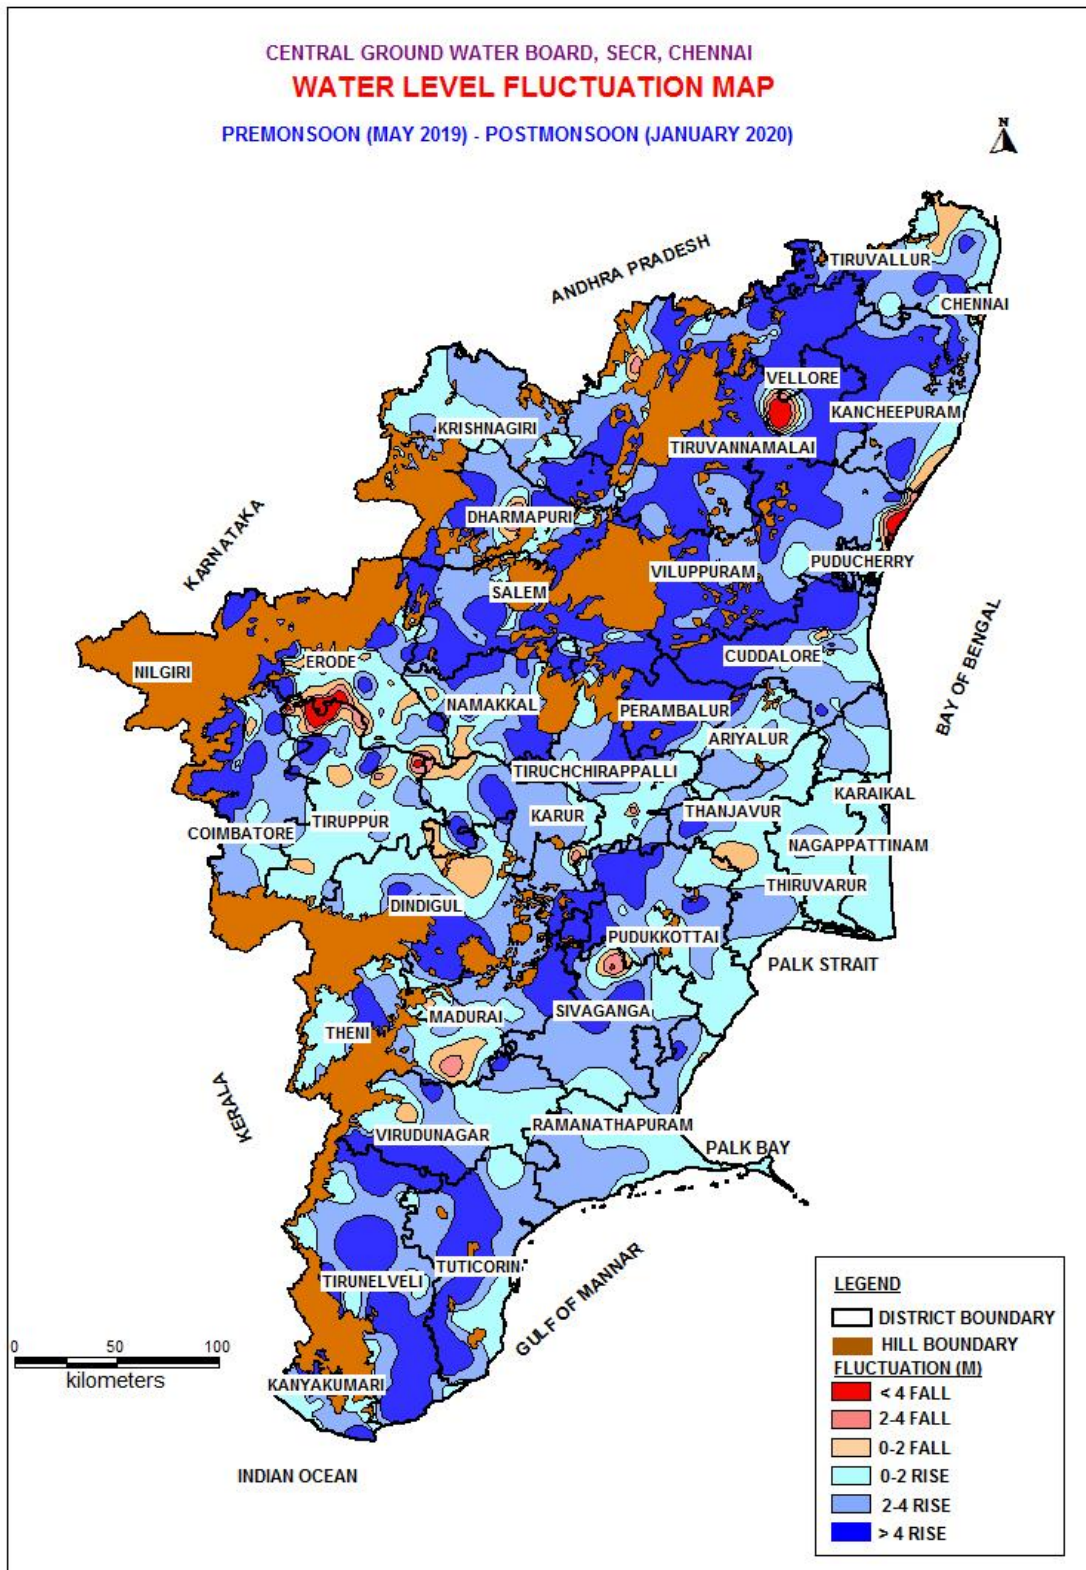 CENTRAL GROUND WATER BOARD, SECR, CHENNAI
WATER LEVEL FLUCTUATION MAP
PREMONSOON (MAY 2019) - POSTMONSOON (JANUARY 2020)
N
ANDHRA PRADESH
TIRUVALLUR
CHENNAI
VELLORE
KANCHEEPURAM
KRISHNAGIRI
TIRUVANNAMALAI
KARNATAKA
DHARMAPURI
PUDUCHERRY
VILUPPURAM
SALEM
BAY OF BENGAL
CUDDALORE
ERODE
NILGIRI
NAMAKKAL
PERAMBALUR
ARIYALUR
TIRUCHCHIRAPPALLI
KARAIKAL
THANJAVUR
KARUR
TIRUPPUR
COIMBATORE
NAGAPPATTINAM
THIRUVARUR
DINDIGUL
PUDUKKOTTAI
PALK STRAIT
SIVAGANGA
MADURAI
THENI
KERALA
RAMANATHAPURAM
VIRUDUNAGAR
PALK BAY
TUTICORIN
TIRUNELVELI
GULF OF MANNAR
KANYAKUMARI
INDIAN OCEAN
0 50 100
kilometers
LEGEND
DISTRICT BOUNDARY
HILL BOUNDARY
FLUCTUATION (M)
< 4 FALL
2-4 FALL
0-2 FALL
0-2 RISE
2-4 RISE
> 4 RISE